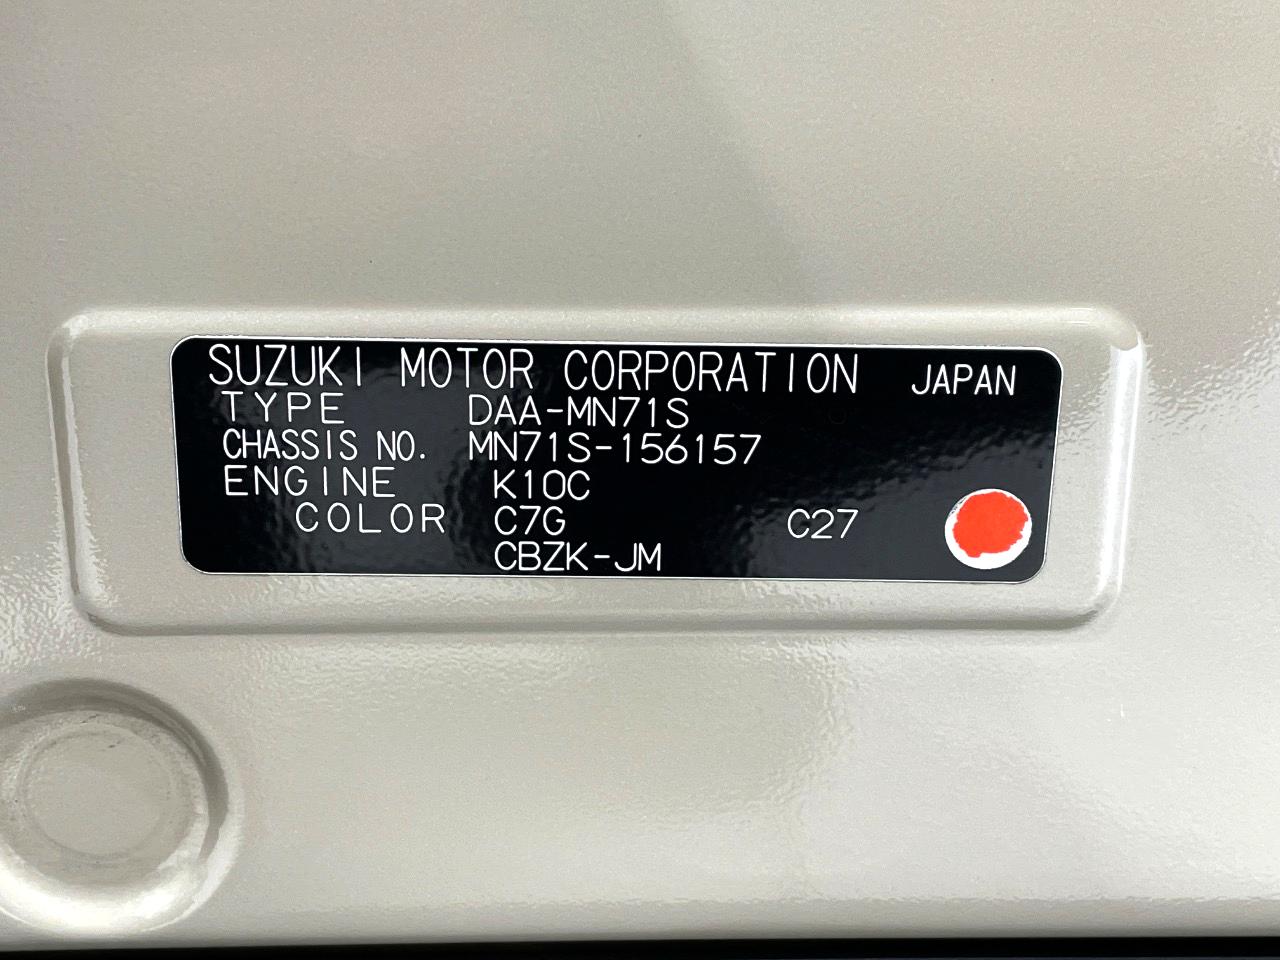 SUZUKI MOTOR CORPORATION JAPAN
TYPE DAA-MN71S
CHASSIS NO. MN71S-156157
ENGINE K10C
COLOR C7G C27
CBZK-JM